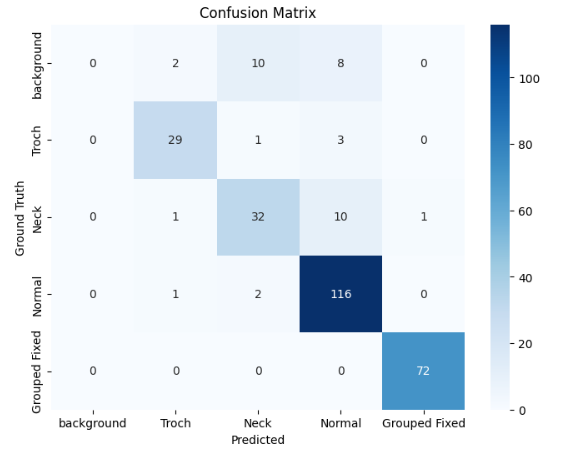 Confusion Matrix
background 0 2 10 8 0
Troch 0 29 1 3 0
Neck 0 1 32 10 1
Normal 0 1 2 116 0
Grouped Fixed 0 0 0 0 72
Ground Truth
background Troch Neck Normal Grouped Fixed
Predicted
100
80
60
40
20
0